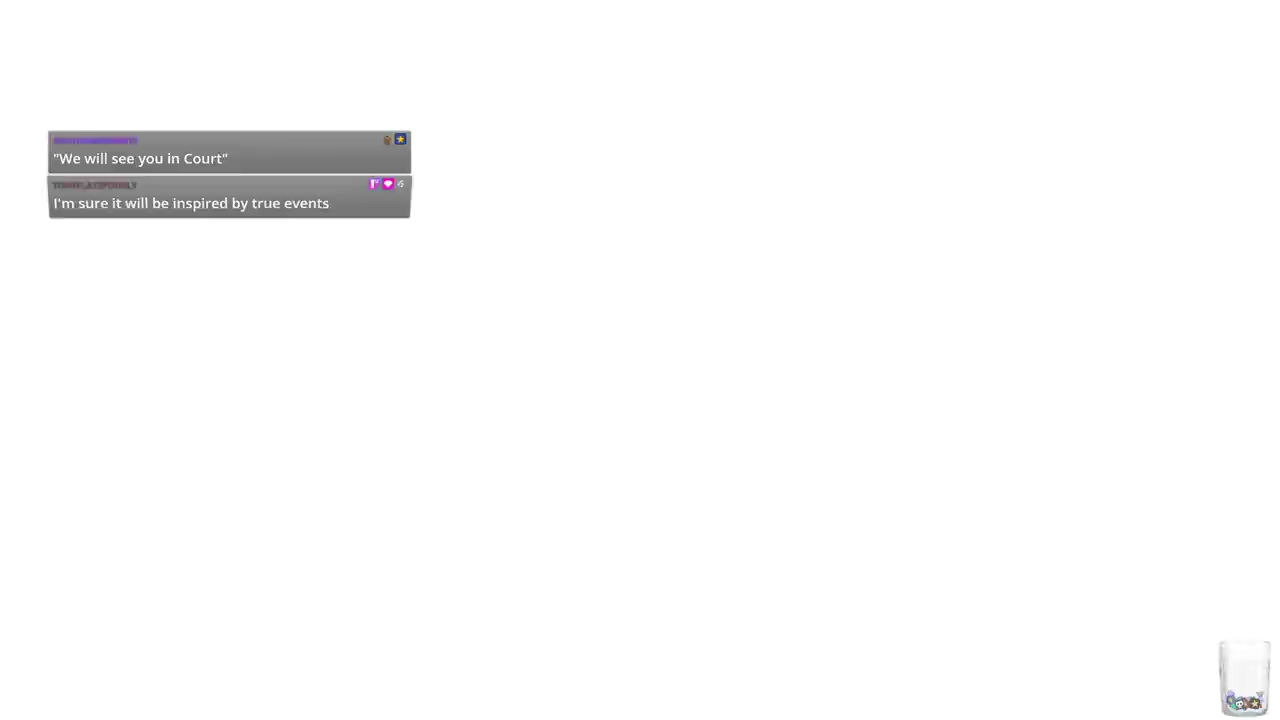 "We will see you in Court"
I'm sure it will be inspired by true events